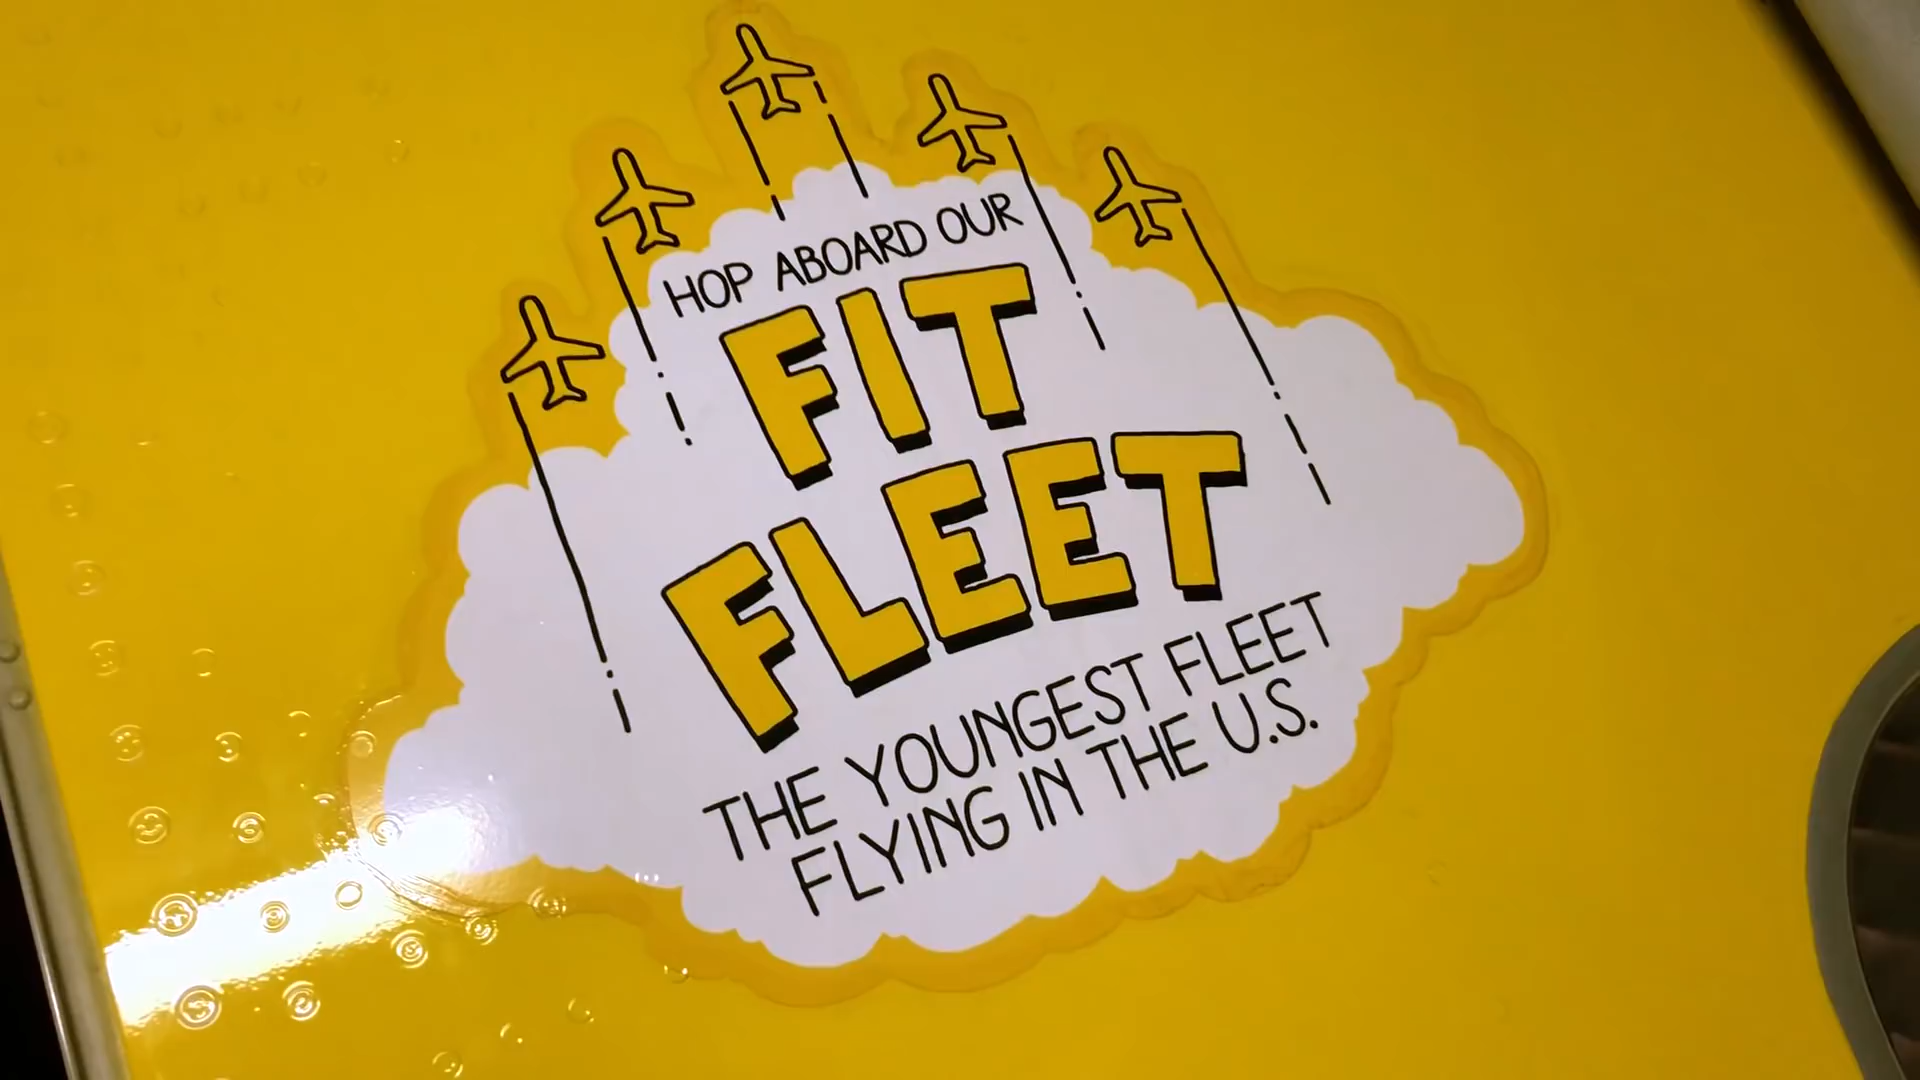 HOP ABOARD OUR
FIT
FLEET
THE YOUNGEST FLEET
FLYING IN THE U.S.